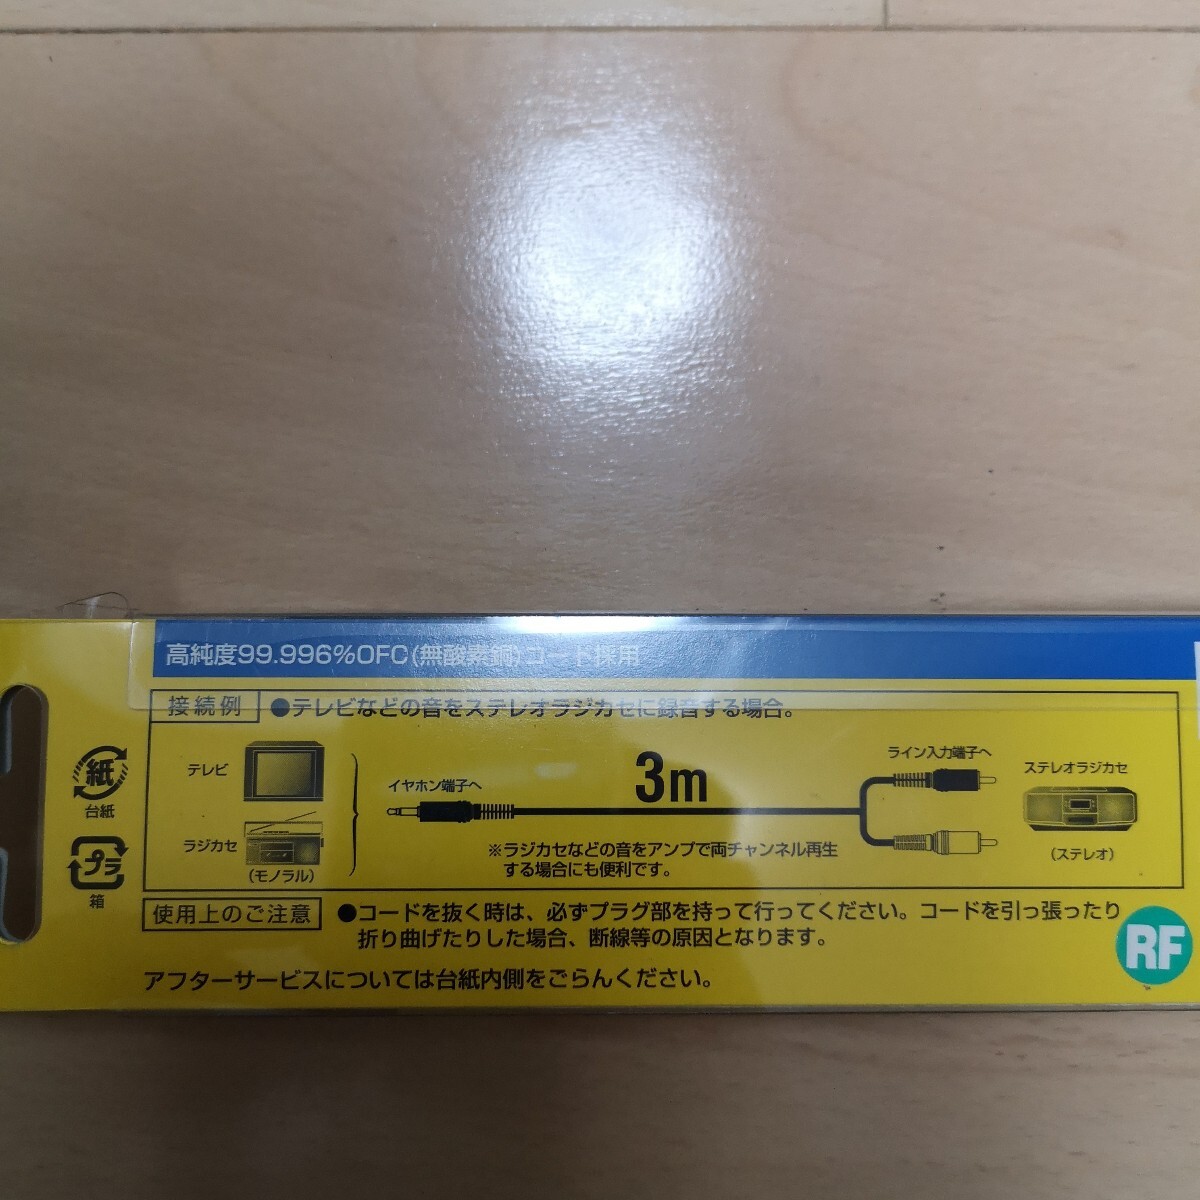 高純度99.996%OFC(無酸素銅)コード採用
接続例 ●テレビなどの音をステレオラジカセに録音する場合。
テレビ
ラジカセ
(モノラル)
イヤホン端子へ
3m
ライン入力端子へ
ステレオラジカセ
(ステレオ)
※ラジカセなどの音をアンプで両チャンネル再生
する場合にも便利です。
紙
台紙
プラ
箱
使用上のご注意 ●コードを抜く時は、必ずプラグ部を持って行ってください。コードを引っ張ったり
折り曲げたりした場合、断線等の原因となります。
アフターサービスについては台紙内側をごらんください。
RF